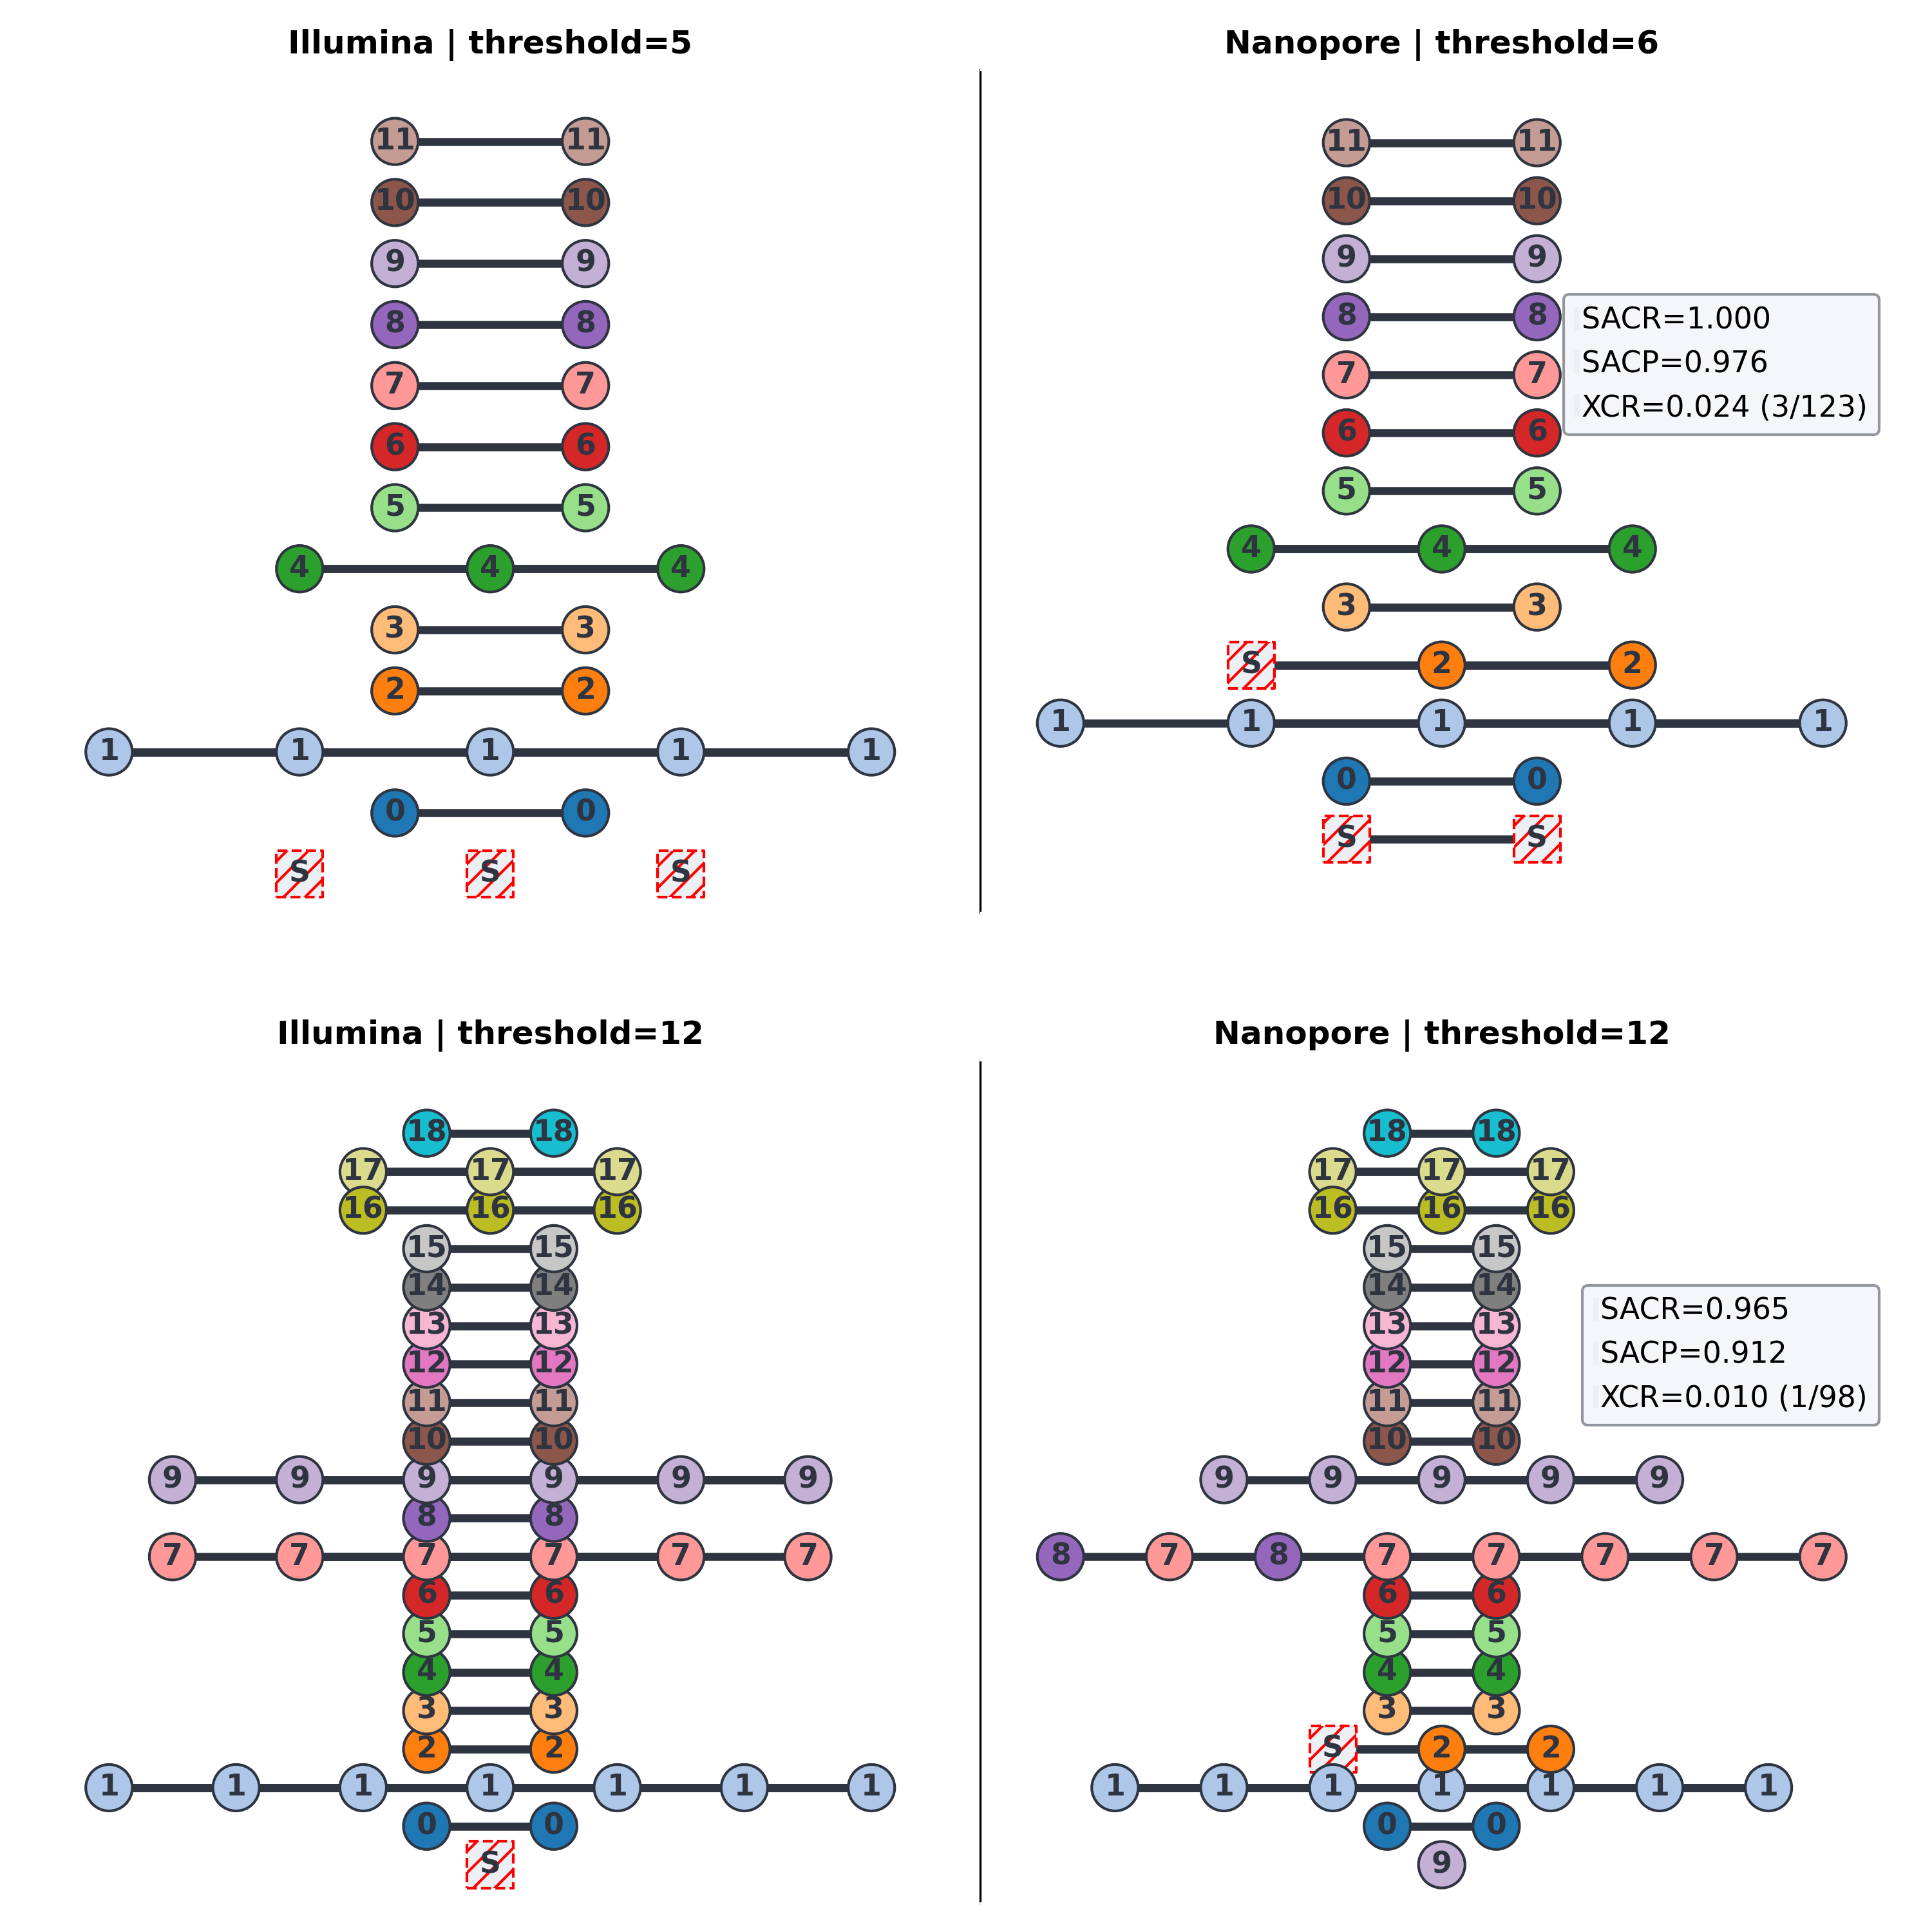 Illumina | threshold=5
11 11
10 10
9 9
8 8
7 7
6 6
5 5
4 4 4
3 3
2 2
1 1 1 1 1
0 0
S S S
Nanopore | threshold=6
11 11
10 10
9 9
8 8
7 7
6 6
5 5
4 4 4
3 3
S 2 2
1 1 1 1 1
0 0
S S
SACR=1.000
SACP=0.976
XCR=0.024 (3/123)
Illumina | threshold=12
18 18
17 17 17
16 16 16
15 15
14 14
13 13
12 12
11 11
10 10
9 9 9 9 9 9
8 8
7 7 7 7 7 7
6 6
5 5
4 4
3 3
2 2
1 1 1 1 1 1 1
0 0
S
Nanopore | threshold=12
18 18
17 17 17
16 16 16
15 15
14 14
13 13
12 12
11 11
10 10
9 9 9 9 9
8 7 8 7 7 7 7 7
6 6
5 5
4 4
3 3
S 2 2
1 1 1 1 1 1 1
0 0
9
SACR=0.965
SACP=0.912
XCR=0.010 (1/98)